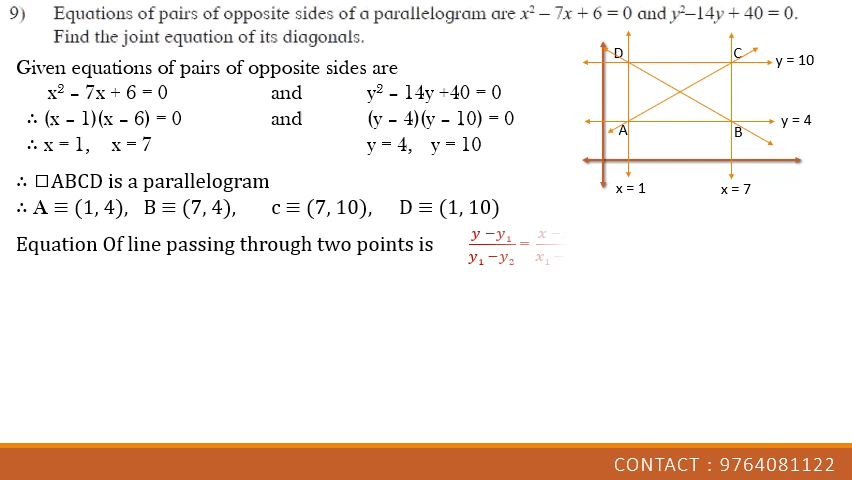 9) Equations of pairs of opposite sides of a parallelogram are x² – 7x + 6 = 0 and y²–14y + 40 = 0.
Find the joint equation of its diagonals.
Given equations of pairs of opposite sides are
x² – 7x + 6 = 0 and y² – 14y +40 = 0
∴ (x – 1)(x – 6) = 0 and (y – 4)(y – 10) = 0
∴ x = 1, x = 7 y = 4, y = 10
∴ □ABCD is a parallelogram
∴ A ≡ (1, 4), B ≡ (7, 4), c ≡ (7, 10), D ≡ (1, 10)
Equation Of line passing through two points is (y – y₁)/(y₁ – y₂) = (x –)/(x₁ –)
D
C
y = 10
A
B
y = 4
x = 1
x = 7
CONTACT : 9764081122